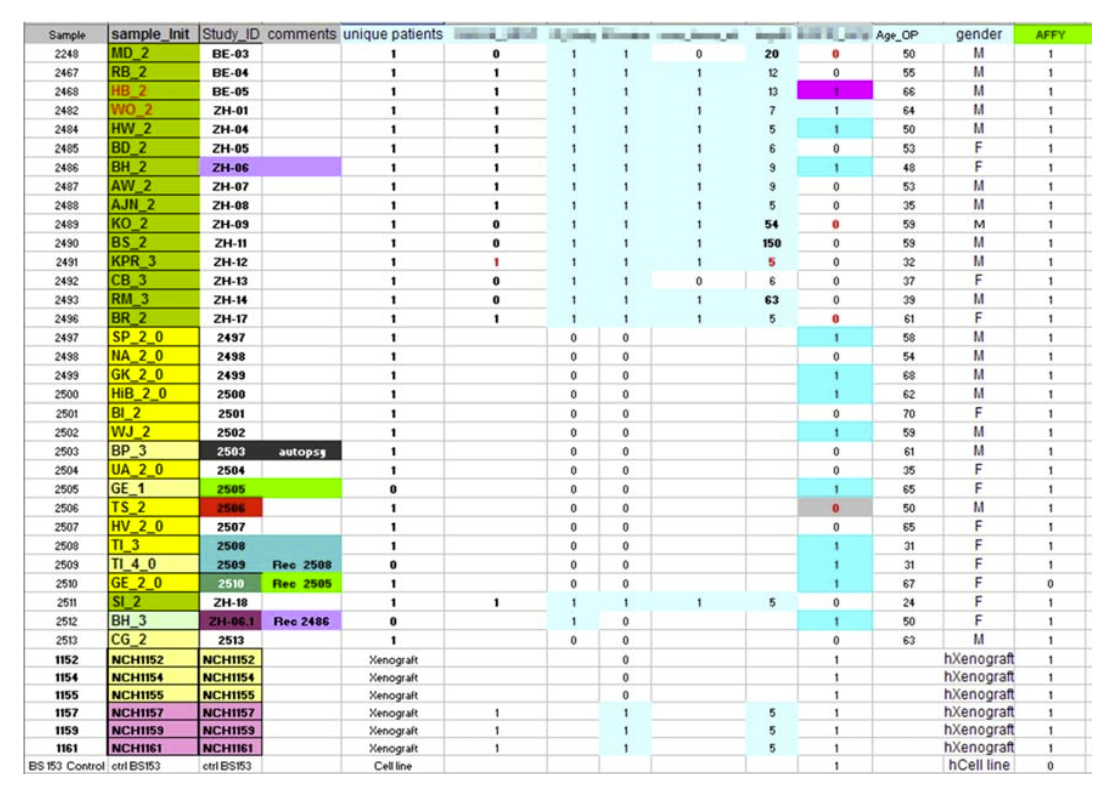 Sample sample_Init Study_ID comments unique patients Age_OP gender AFFY
2248 MD_2 BE-03 1 0 1 1 0 20 0 50 M 1
2467 RB_2 BE-04 1 1 1 1 1 12 0 55 M 1
2468 HB_2 BE-05 1 1 1 1 1 13 1 66 M 1
2482 WO_2 ZH-01 1 1 1 1 1 7 1 64 M 1
2484 HW_2 ZH-04 1 1 1 1 1 5 1 50 M 1
2485 BD_2 ZH-05 1 1 1 1 1 6 0 53 F 1
2486 BH_2 ZH-06 1 1 1 1 1 9 1 48 F 1
2487 AW_2 ZH-07 1 1 1 1 1 9 0 53 M 1
2488 AJN_2 ZH-08 1 1 1 1 1 5 0 35 M 1
2489 KO_2 ZH-09 1 0 1 1 1 54 0 59 M 1
2490 BS_2 ZH-11 1 0 1 1 1 150 0 59 M 1
2491 KPR_3 ZH-12 1 1 1 1 1 5 0 32 M 1
2492 CB_3 ZH-13 1 0 1 1 0 6 0 37 F 1
2493 RM_3 ZH-14 1 0 1 1 1 63 0 39 M 1
2496 BR_2 ZH-17 1 1 1 1 1 5 0 61 F 1
2497 SP_2_0 2497 1 0 0 1 58 M 1
2498 NA_2_0 2498 1 0 0 0 54 M 1
2499 GK_2_0 2499 1 0 0 1 68 M 1
2500 HiB_2_0 2500 1 0 0 1 62 M 1
2501 BI_2 2501 1 0 0 0 70 F 1
2502 WJ_2 2502 1 0 0 1 59 M 1
2503 BP_3 2503 autopsy 1 0 0 0 61 M 1
2504 UA_2_0 2504 1 0 0 0 35 F 1
2505 GE_1 2505 0 0 0 1 65 F 1
2506 TS_2 2506 1 0 0 0 50 M 1
2507 HV_2_0 2507 1 0 0 0 65 F 1
2508 TI_3 2508 1 0 0 1 31 F 1
2509 TI_4_0 2509 Rec 2508 0 0 0 1 31 F 1
2510 GE_2_0 2510 Rec 2505 1 0 0 1 67 F 0
2511 SI_2 ZH-18 1 1 1 1 1 5 0 24 F 1
2512 BH_3 ZH-06.1 Rec 2486 0 1 0 1 50 F 1
2513 CG_2 2513 1 0 0 0 63 M 1
1152 NCH1152 NCH1152 Xenograft 0 1 hXenograft 1
1154 NCH1154 NCH1154 Xenograft 0 1 hXenograft 1
1155 NCH1155 NCH1155 Xenograft 0 1 hXenograft 1
1157 NCH1157 NCH1157 Xenograft 1 1 5 1 hXenograft 1
1159 NCH1159 NCH1159 Xenograft 1 1 5 1 hXenograft 1
1161 NCH1161 NCH1161 Xenograft 1 1 5 1 hXenograft 1
BS 153 Control ctrl BS153 ctrl BS153 Cell line 1 hCell line 0